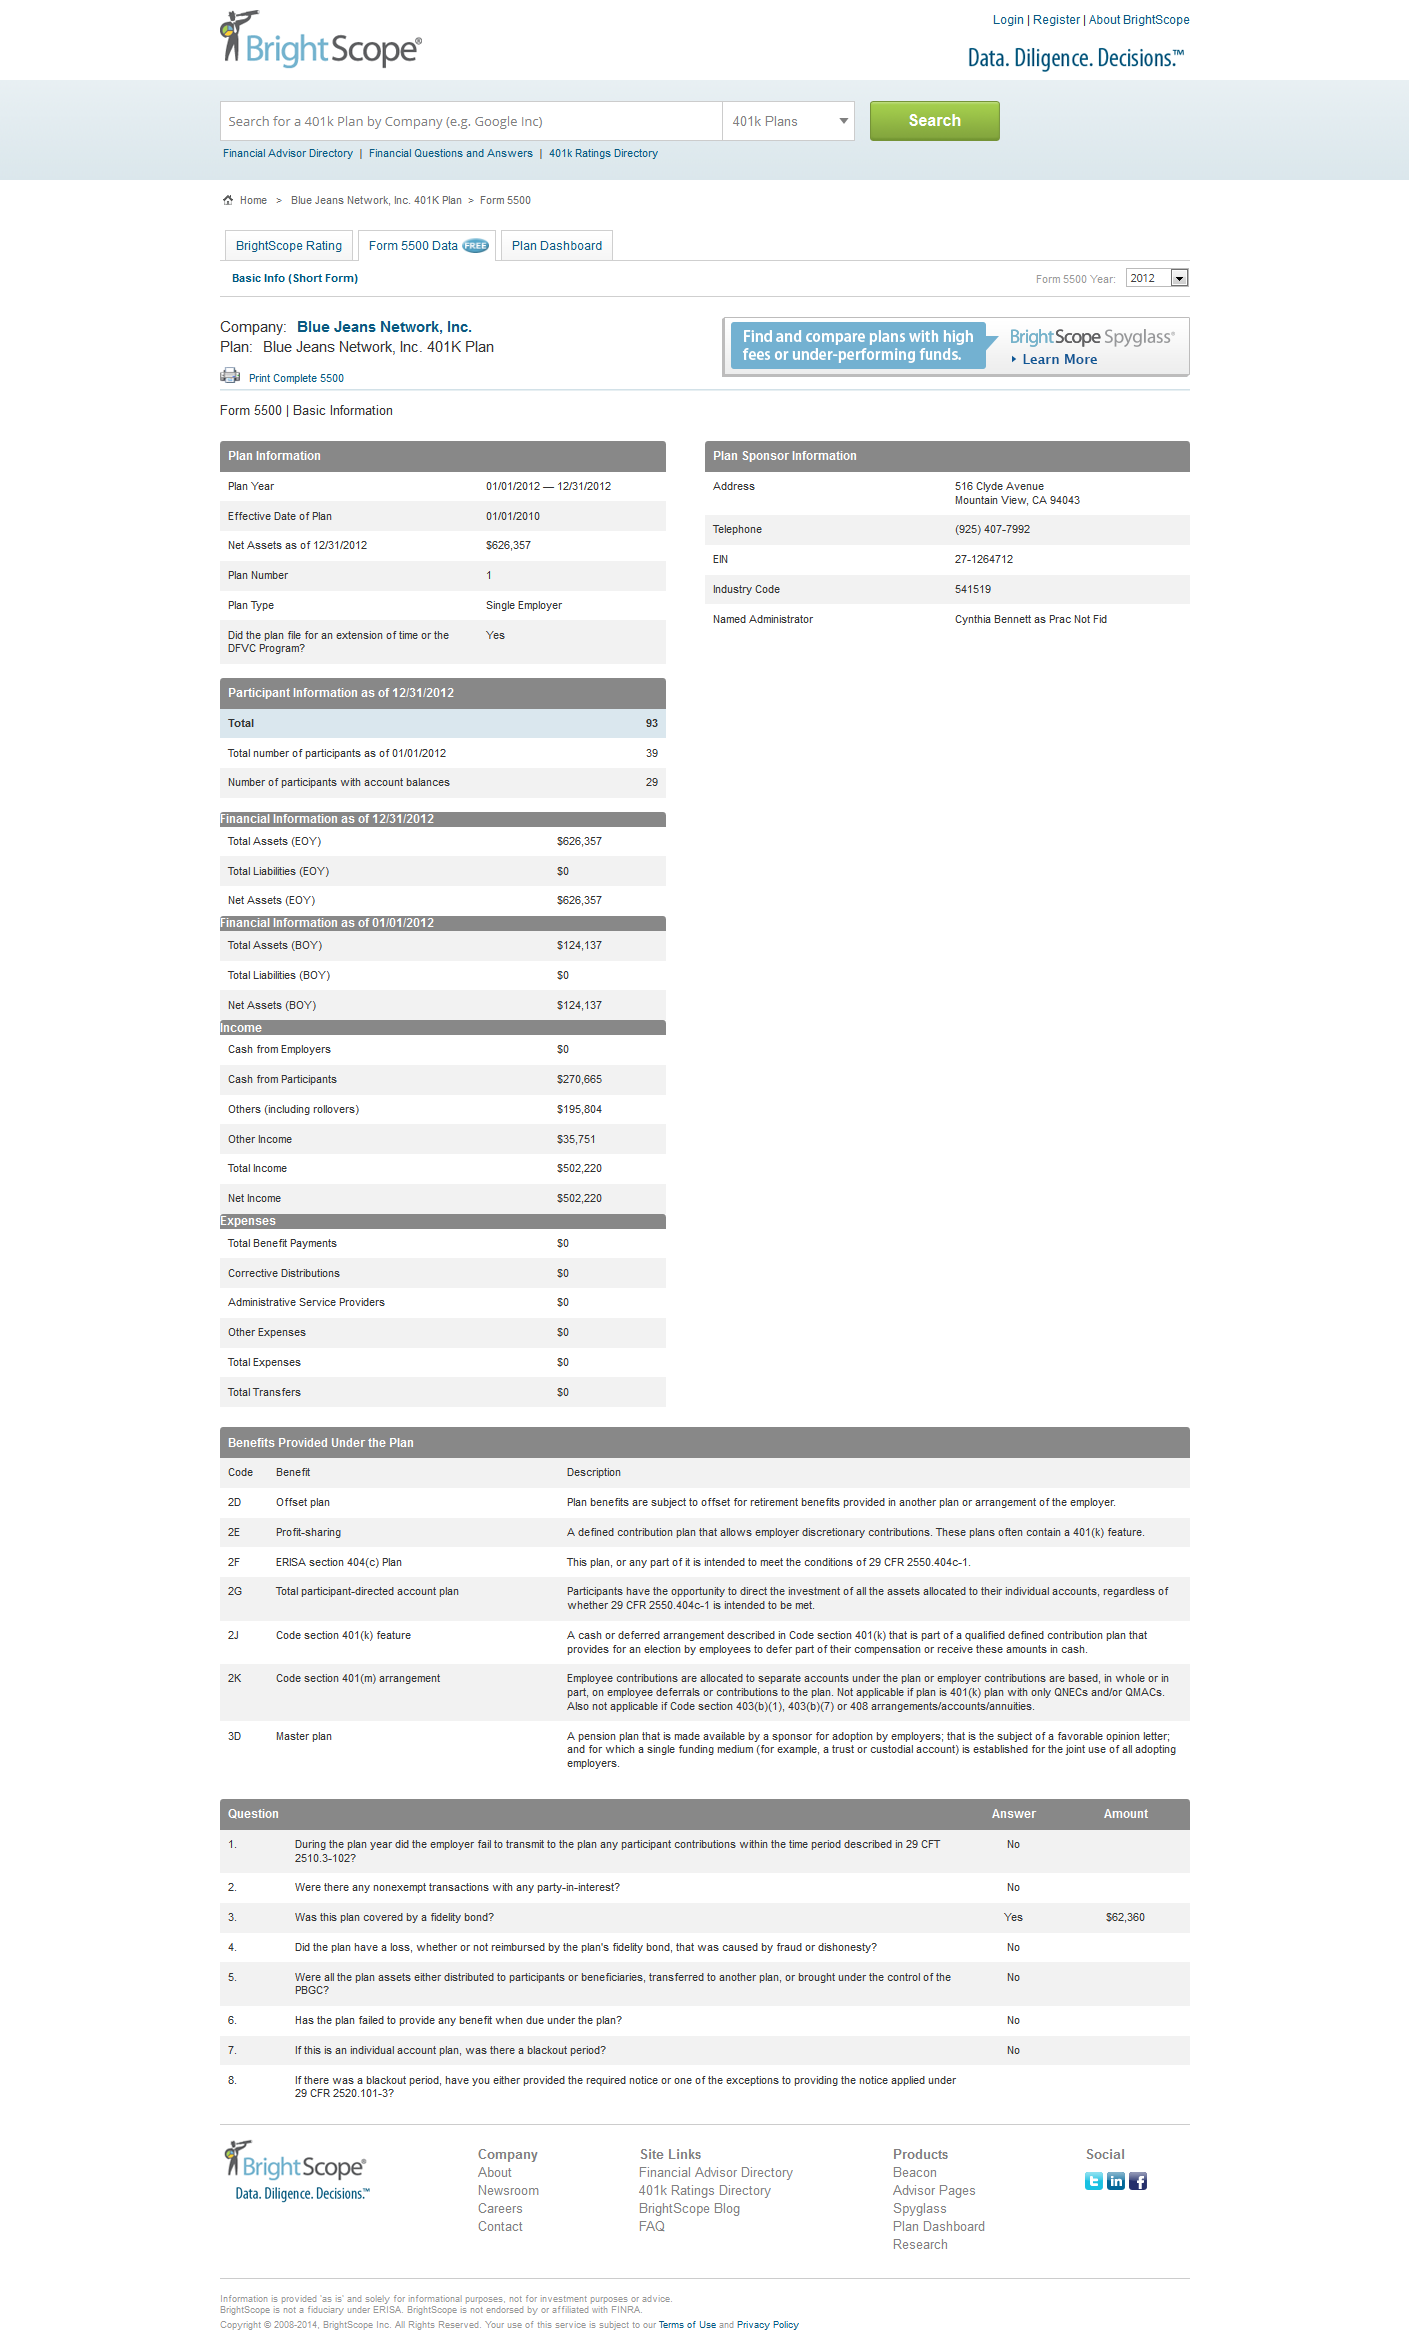 BrightScope®
Login | Register | About BrightScope
Data. Diligence. Decisions.™
Search for a 401k Plan by Company (e.g. Google Inc)
401k Plans
Search
Financial Advisor Directory | Financial Questions and Answers | 401k Ratings Directory
Home > Blue Jeans Network, Inc. 401K Plan > Form 5500
BrightScope Rating
Form 5500 Data FREE
Plan Dashboard
Basic Info (Short Form)
Form 5500 Year: 2012
Company: Blue Jeans Network, Inc.
Plan: Blue Jeans Network, Inc. 401K Plan
Print Complete 5500
Find and compare plans with high
fees or under-performing funds.
BrightScope Spyglass®
Learn More
Form 5500 | Basic Information
Plan Information
Plan Year 01/01/2012 — 12/31/2012
Effective Date of Plan 01/01/2010
Net Assets as of 12/31/2012 $626,357
Plan Number 1
Plan Type Single Employer
Did the plan file for an extension of time or the Yes
DFVC Program?
Plan Sponsor Information
Address 516 Clyde Avenue
Mountain View, CA 94043
Telephone (925) 407-7992
EIN 27-1264712
Industry Code 541519
Named Administrator Cynthia Bennett as Prac Not Fid
Participant Information as of 12/31/2012
Total 93
Total number of participants as of 01/01/2012 39
Number of participants with account balances 29
Financial Information as of 12/31/2012
Total Assets (EOY) $626,357
Total Liabilities (EOY) $0
Net Assets (EOY) $626,357
Financial Information as of 01/01/2012
Total Assets (BOY) $124,137
Total Liabilities (BOY) $0
Net Assets (BOY) $124,137
Income
Cash from Employers $0
Cash from Participants $270,665
Others (including rollovers) $195,804
Other Income $35,751
Total Income $502,220
Net Income $502,220
Expenses
Total Benefit Payments $0
Corrective Distributions $0
Administrative Service Providers $0
Other Expenses $0
Total Expenses $0
Total Transfers $0
Benefits Provided Under the Plan
Code Benefit Description
2D Offset plan Plan benefits are subject to offset for retirement benefits provided in another plan or arrangement of the employer.
2E Profit-sharing A defined contribution plan that allows employer discretionary contributions. These plans often contain a 401(k) feature.
2F ERISA section 404(c) Plan This plan, or any part of it is intended to meet the conditions of 29 CFR 2550.404c-1.
2G Total participant-directed account plan Participants have the opportunity to direct the investment of all the assets allocated to their individual accounts, regardless of
whether 29 CFR 2550.404c-1 is intended to be met.
2J Code section 401(k) feature A cash or deferred arrangement described in Code section 401(k) that is part of a qualified defined contribution plan that
provides for an election by employees to defer part of their compensation or receive these amounts in cash.
2K Code section 401(m) arrangement Employee contributions are allocated to separate accounts under the plan or employer contributions are based, in whole or in
part, on employee deferrals or contributions to the plan. Not applicable if plan is 401(k) plan with only QNECs and/or QMACs.
Also not applicable if Code section 403(b)(1), 403(b)(7) or 408 arrangements/accounts/annuities.
3D Master plan A pension plan that is made available by a sponsor for adoption by employers; that is the subject of a favorable opinion letter;
and for which a single funding medium (for example, a trust or custodial account) is established for the joint use of all adopting
employers.
Question Answer Amount
1. During the plan year did the employer fail to transmit to the plan any participant contributions within the time period described in 29 CFT No
2510.3-102?
2. Were there any nonexempt transactions with any party-in-interest? No
3. Was this plan covered by a fidelity bond? Yes $62,360
4. Did the plan have a loss, whether or not reimbursed by the plan's fidelity bond, that was caused by fraud or dishonesty? No
5. Were all the plan assets either distributed to participants or beneficiaries, transferred to another plan, or brought under the control of the No
PBGC?
6. Has the plan failed to provide any benefit when due under the plan? No
7. If this is an individual account plan, was there a blackout period? No
8. If there was a blackout period, have you either provided the required notice or one of the exceptions to providing the notice applied under
29 CFR 2520.101-3?
BrightScope®
Data. Diligence. Decisions.™
Company
About
Newsroom
Careers
Contact
Site Links
Financial Advisor Directory
401k Ratings Directory
BrightScope Blog
FAQ
Products
Beacon
Advisor Pages
Spyglass
Plan Dashboard
Research
Social
t in f
Information is provided 'as is' and solely for informational purposes, not for investment purposes or advice.
BrightScope is not a fiduciary under ERISA. BrightScope is not endorsed by or affiliated with FINRA.
Copyright © 2008-2014, BrightScope Inc. All Rights Reserved. Your use of this service is subject to our Terms of Use and Privacy Policy